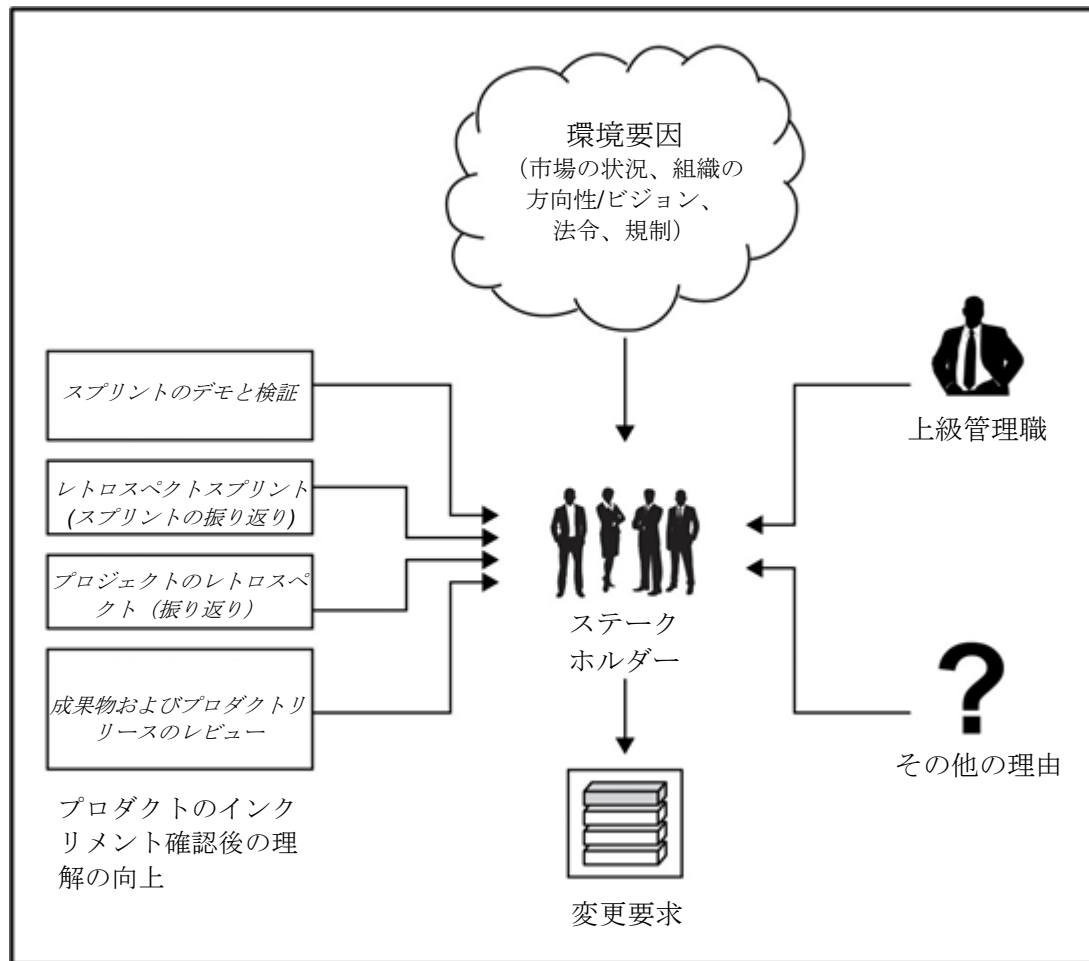 環境要因
（市場の状況、組織の
方向性/ビジョン、
法令、規制）
スプリントのデモと検証
レトロスペクトスプリント
(スプリントの振り返り)
プロジェクトのレトロスペ
クト（振り返り）
成果物およびプロダクトリ
リースのレビュー
プロダクトのインク
リメント確認後の理
解の向上
ステーク
ホルダー
変更要求
上級管理職
?
その他の理由